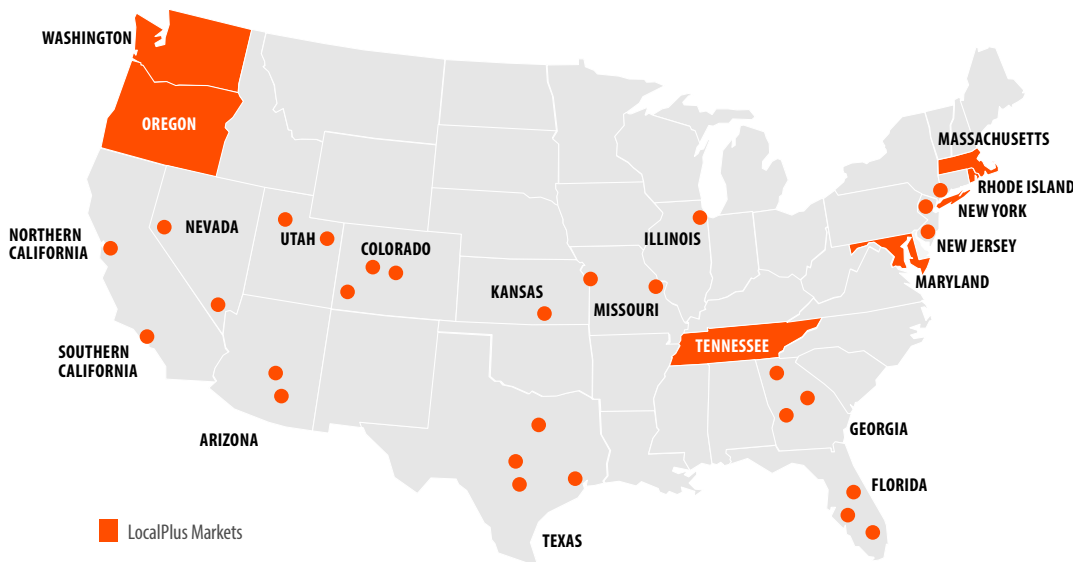 WASHINGTON
OREGON
MASSACHUSETTS
RHODE ISLAND
NEW YORK
NEW JERSEY
MARYLAND
NEVADA
UTAH
COLORADO
ILLINOIS
NORTHERN
CALIFORNIA
KANSAS
MISSOURI
SOUTHERN
CALIFORNIA
TENNESSEE
ARIZONA
GEORGIA
FLORIDA
TEXAS
LocalPlus Markets